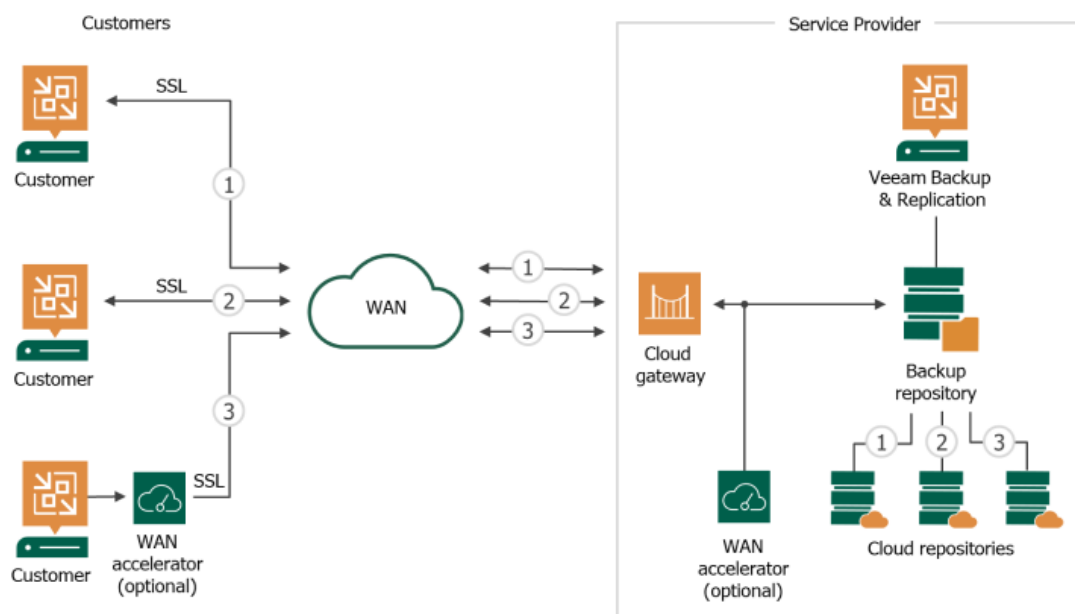 Customers
Service Provider
SSL
Customer
1
SSL
2
Customer
3
SSL
Customer
WAN
accelerator
(optional)
WAN
1
2
3
Cloud
gateway
Veeam Backup
& Replication
Backup
repository
1
2
3
Cloud repositories
WAN
accelerator
(optional)